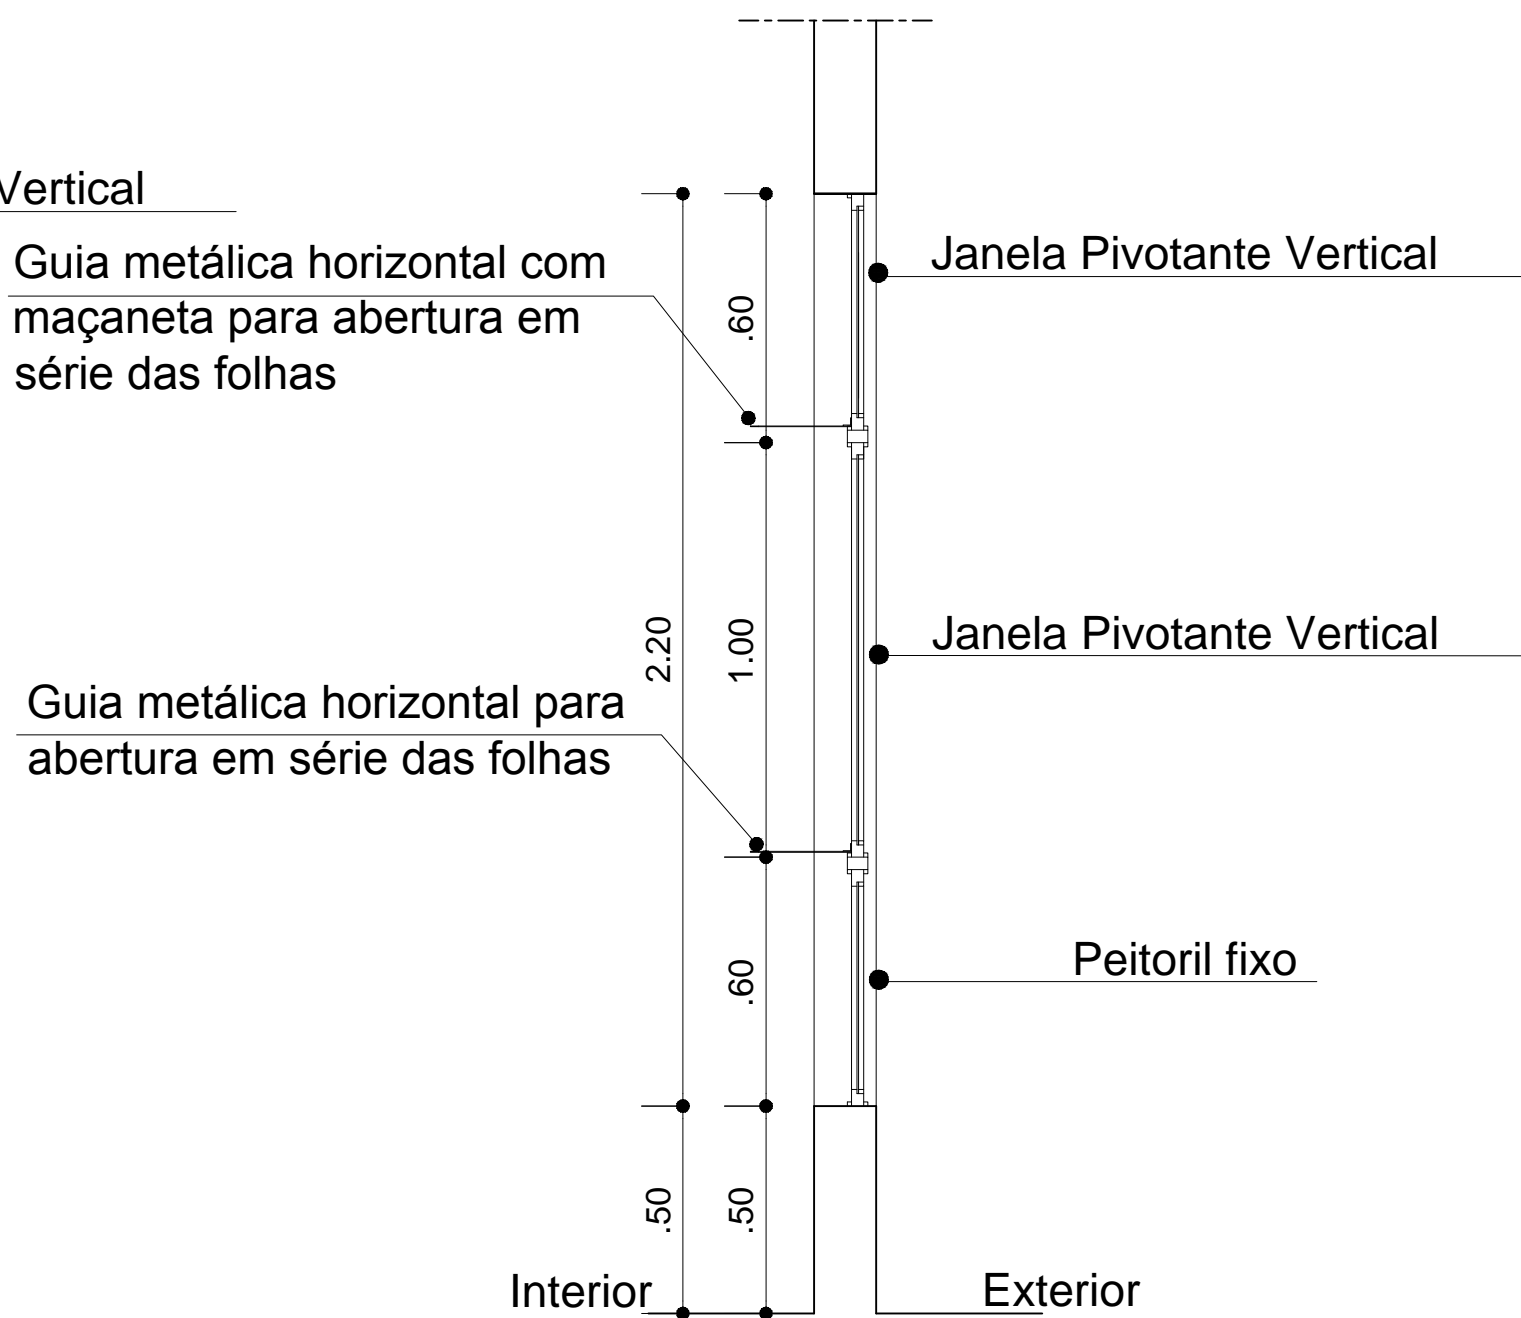 Vertical
Guia metálica horizontal com
maçaneta para abertura em
série das folhas
Janela Pivotante Vertical
.60
2.20
1.00
Janela Pivotante Vertical
Guia metálica horizontal para
abertura em série das folhas
.60
Peitoril fixo
.50
.50
Interior
Exterior